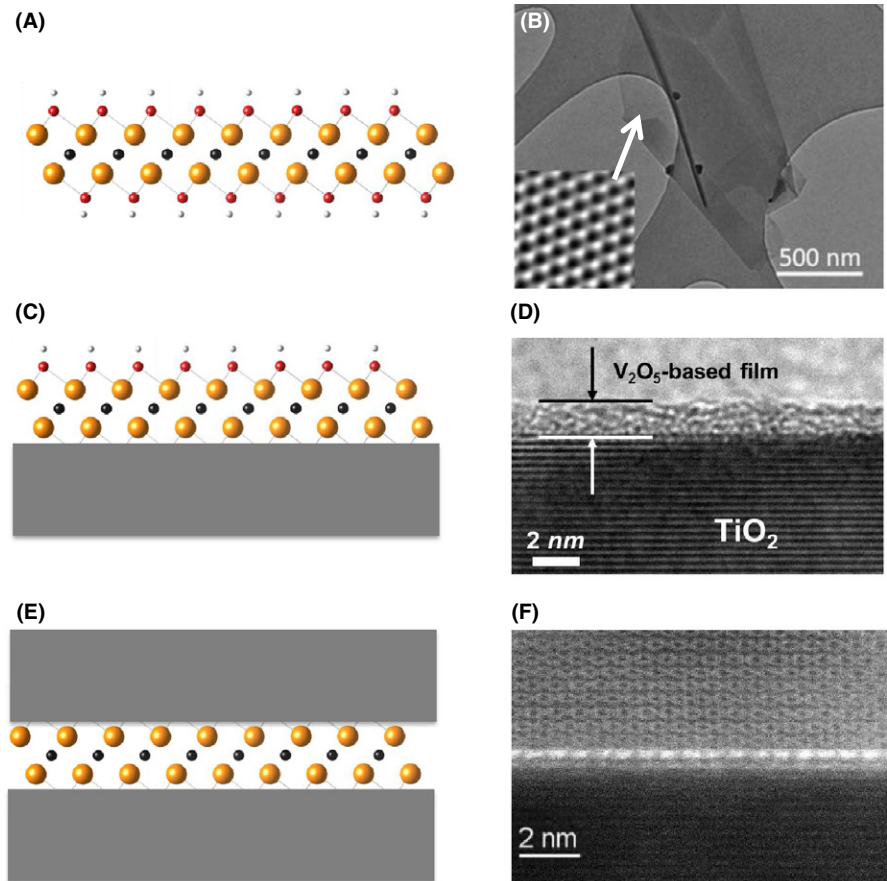 (A)
(B)
500 nm
(C)
(D)
V₂O₅-based film
TiO₂
2 nm
(E)
(F)
2 nm